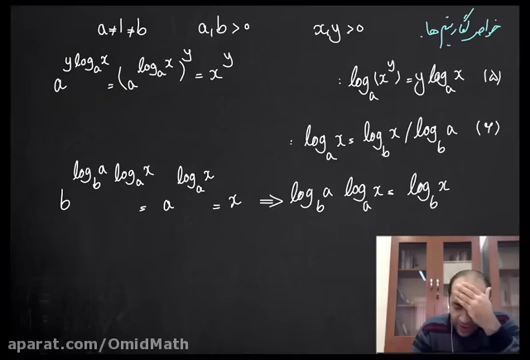 خواص لگاریتم ها: x,y>0 a,b>0 a≠1≠b
(۵) log_a(x^y)=y log_a x :
a^{y log_a x}=(a^{log_a x})^y=x^y
(۶) log_a x=log_b x/log_b a :
b^{log_b a log_a x}=a^{log_a x}=x ⟹ log_b a log_a x=log_b x
aparat.com/OmidMath